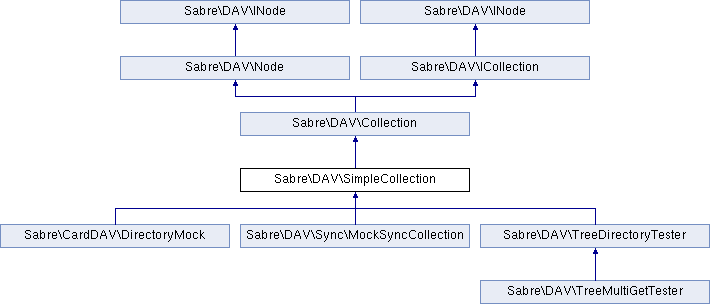 Sabre\DAV\INode
Sabre\DAV\INode
Sabre\DAV\Node
Sabre\DAV\ICollection
Sabre\DAV\Collection
Sabre\DAV\SimpleCollection
Sabre\CardDAV\DirectoryMock
Sabre\DAV\Sync\MockSyncCollection
Sabre\DAV\TreeDirectoryTester
Sabre\DAV\TreeMultiGetTester